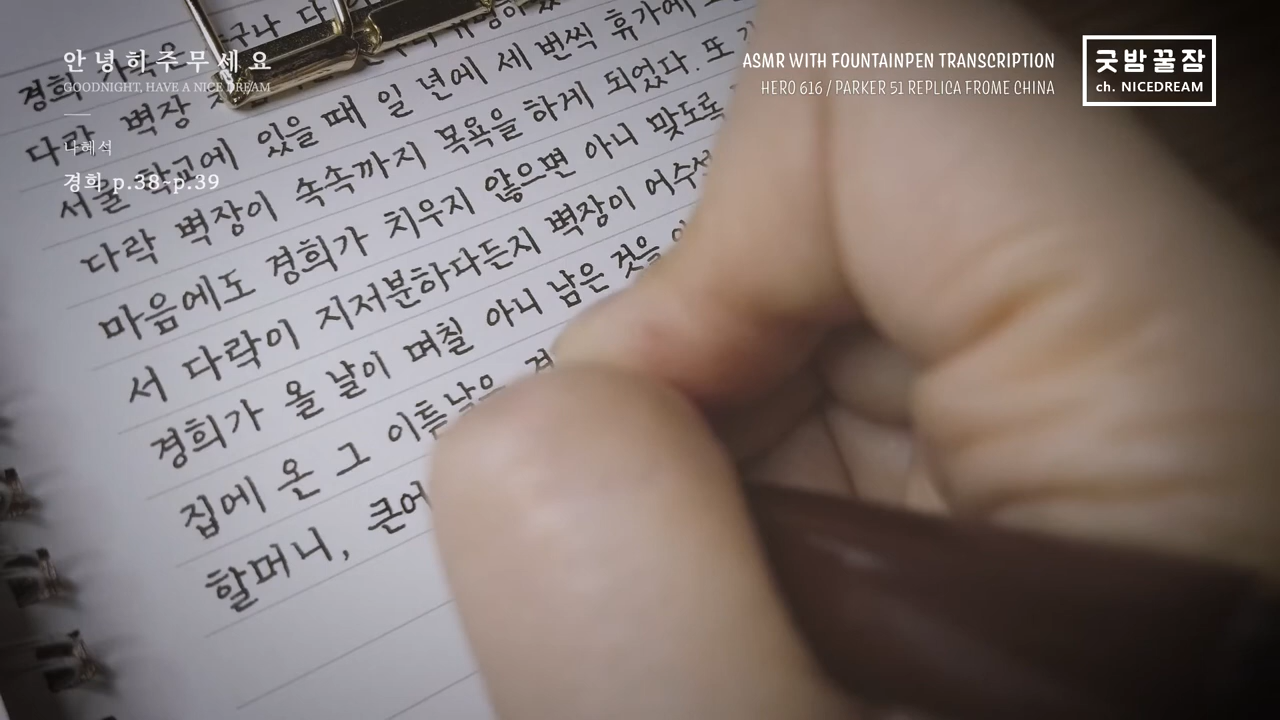 안녕히주무세요
GOODNIGHT, HAVE A NICE DREAM
나혜석
경희 p.38-p.39
ASMR WITH FOUNTAINPEN TRANSCRIPTION
HERO 616 / PARKER 51 REPLICA FROME CHINA
굿밤꿀잠
ch. NICEDREAM
구나 다
경희
다락 벽장 일 년에 세 번씩 휴가에
서울 학교에 있을 때
다락 벽장이 속속까지 목욕을 하게 되었다. 또
마음에도 경희가 치우지 않으면 아니 맞도록
서 다락이 지저분하다든지 벽장이
경희가 올 날이 며칠 아니 남은 것을
집에 온 그 이튿날은
할머니, 큰